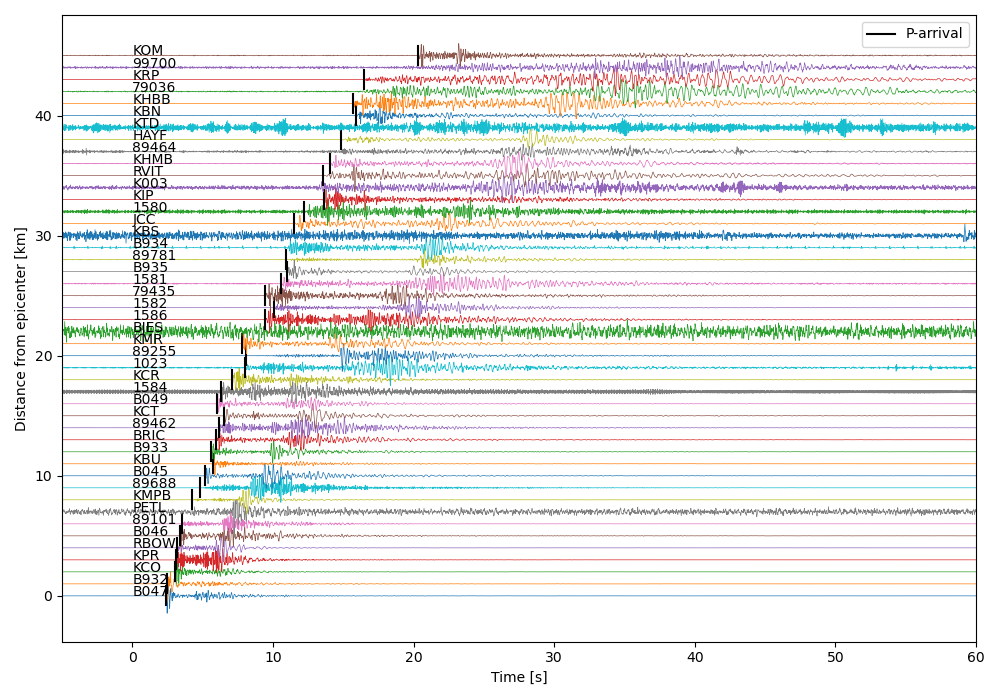 P-arrival
KOM
99700
KRP
79036
KHBB
KBN
KTD
HAYF
89464
KHMB
RVIT
K003
KIP
1580
JCC
KBS
B934
89781
B935
1581
79435
1582
1586
BJES
KMR
89255
1023
KCR
1584
B049
KCT
89462
BRIC
B933
KBU
B045
89688
KMPB
PETL
89101
B046
RBOW
KPR
KCO
B932
B047
Distance from epicenter [km]
40
30
20
10
0
0 10 20 30 40 50 60
Time [s]